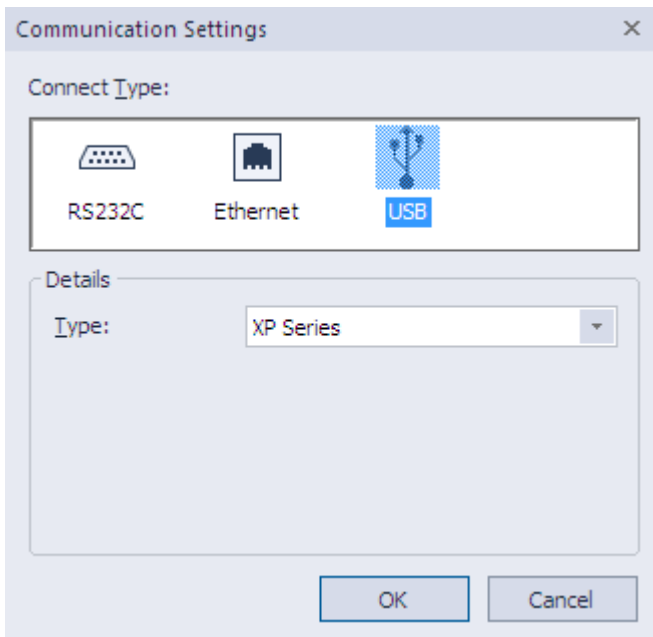 Communication Settings
Connect Type:
RS232C Ethernet USB
Details
Type: XP Series
OK Cancel